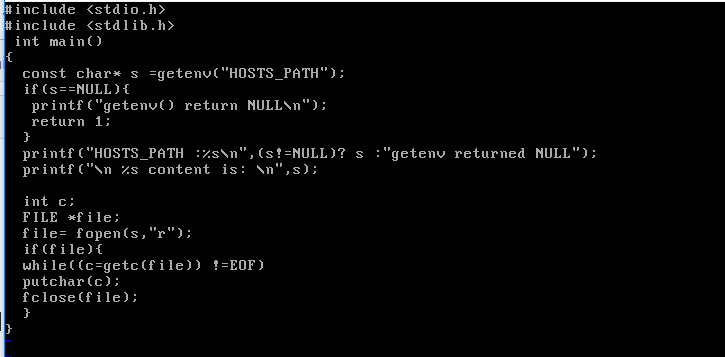 #include <stdio.h>
#include <stdlib.h>
int main()
{
const char* s =getenv("HOSTS_PATH");
if(s==NULL){
printf("getenv() return NULL\n");
return 1;
}
printf("HOSTS_PATH :%s\n",(s!=NULL)? s :"getenv returned NULL");
printf("\n %s content is: \n",s);
int c;
FILE *file;
file= fopen(s,"r");
if(file){
while((c=getc(file)) !=EOF)
putchar(c);
fclose(file);
}
}